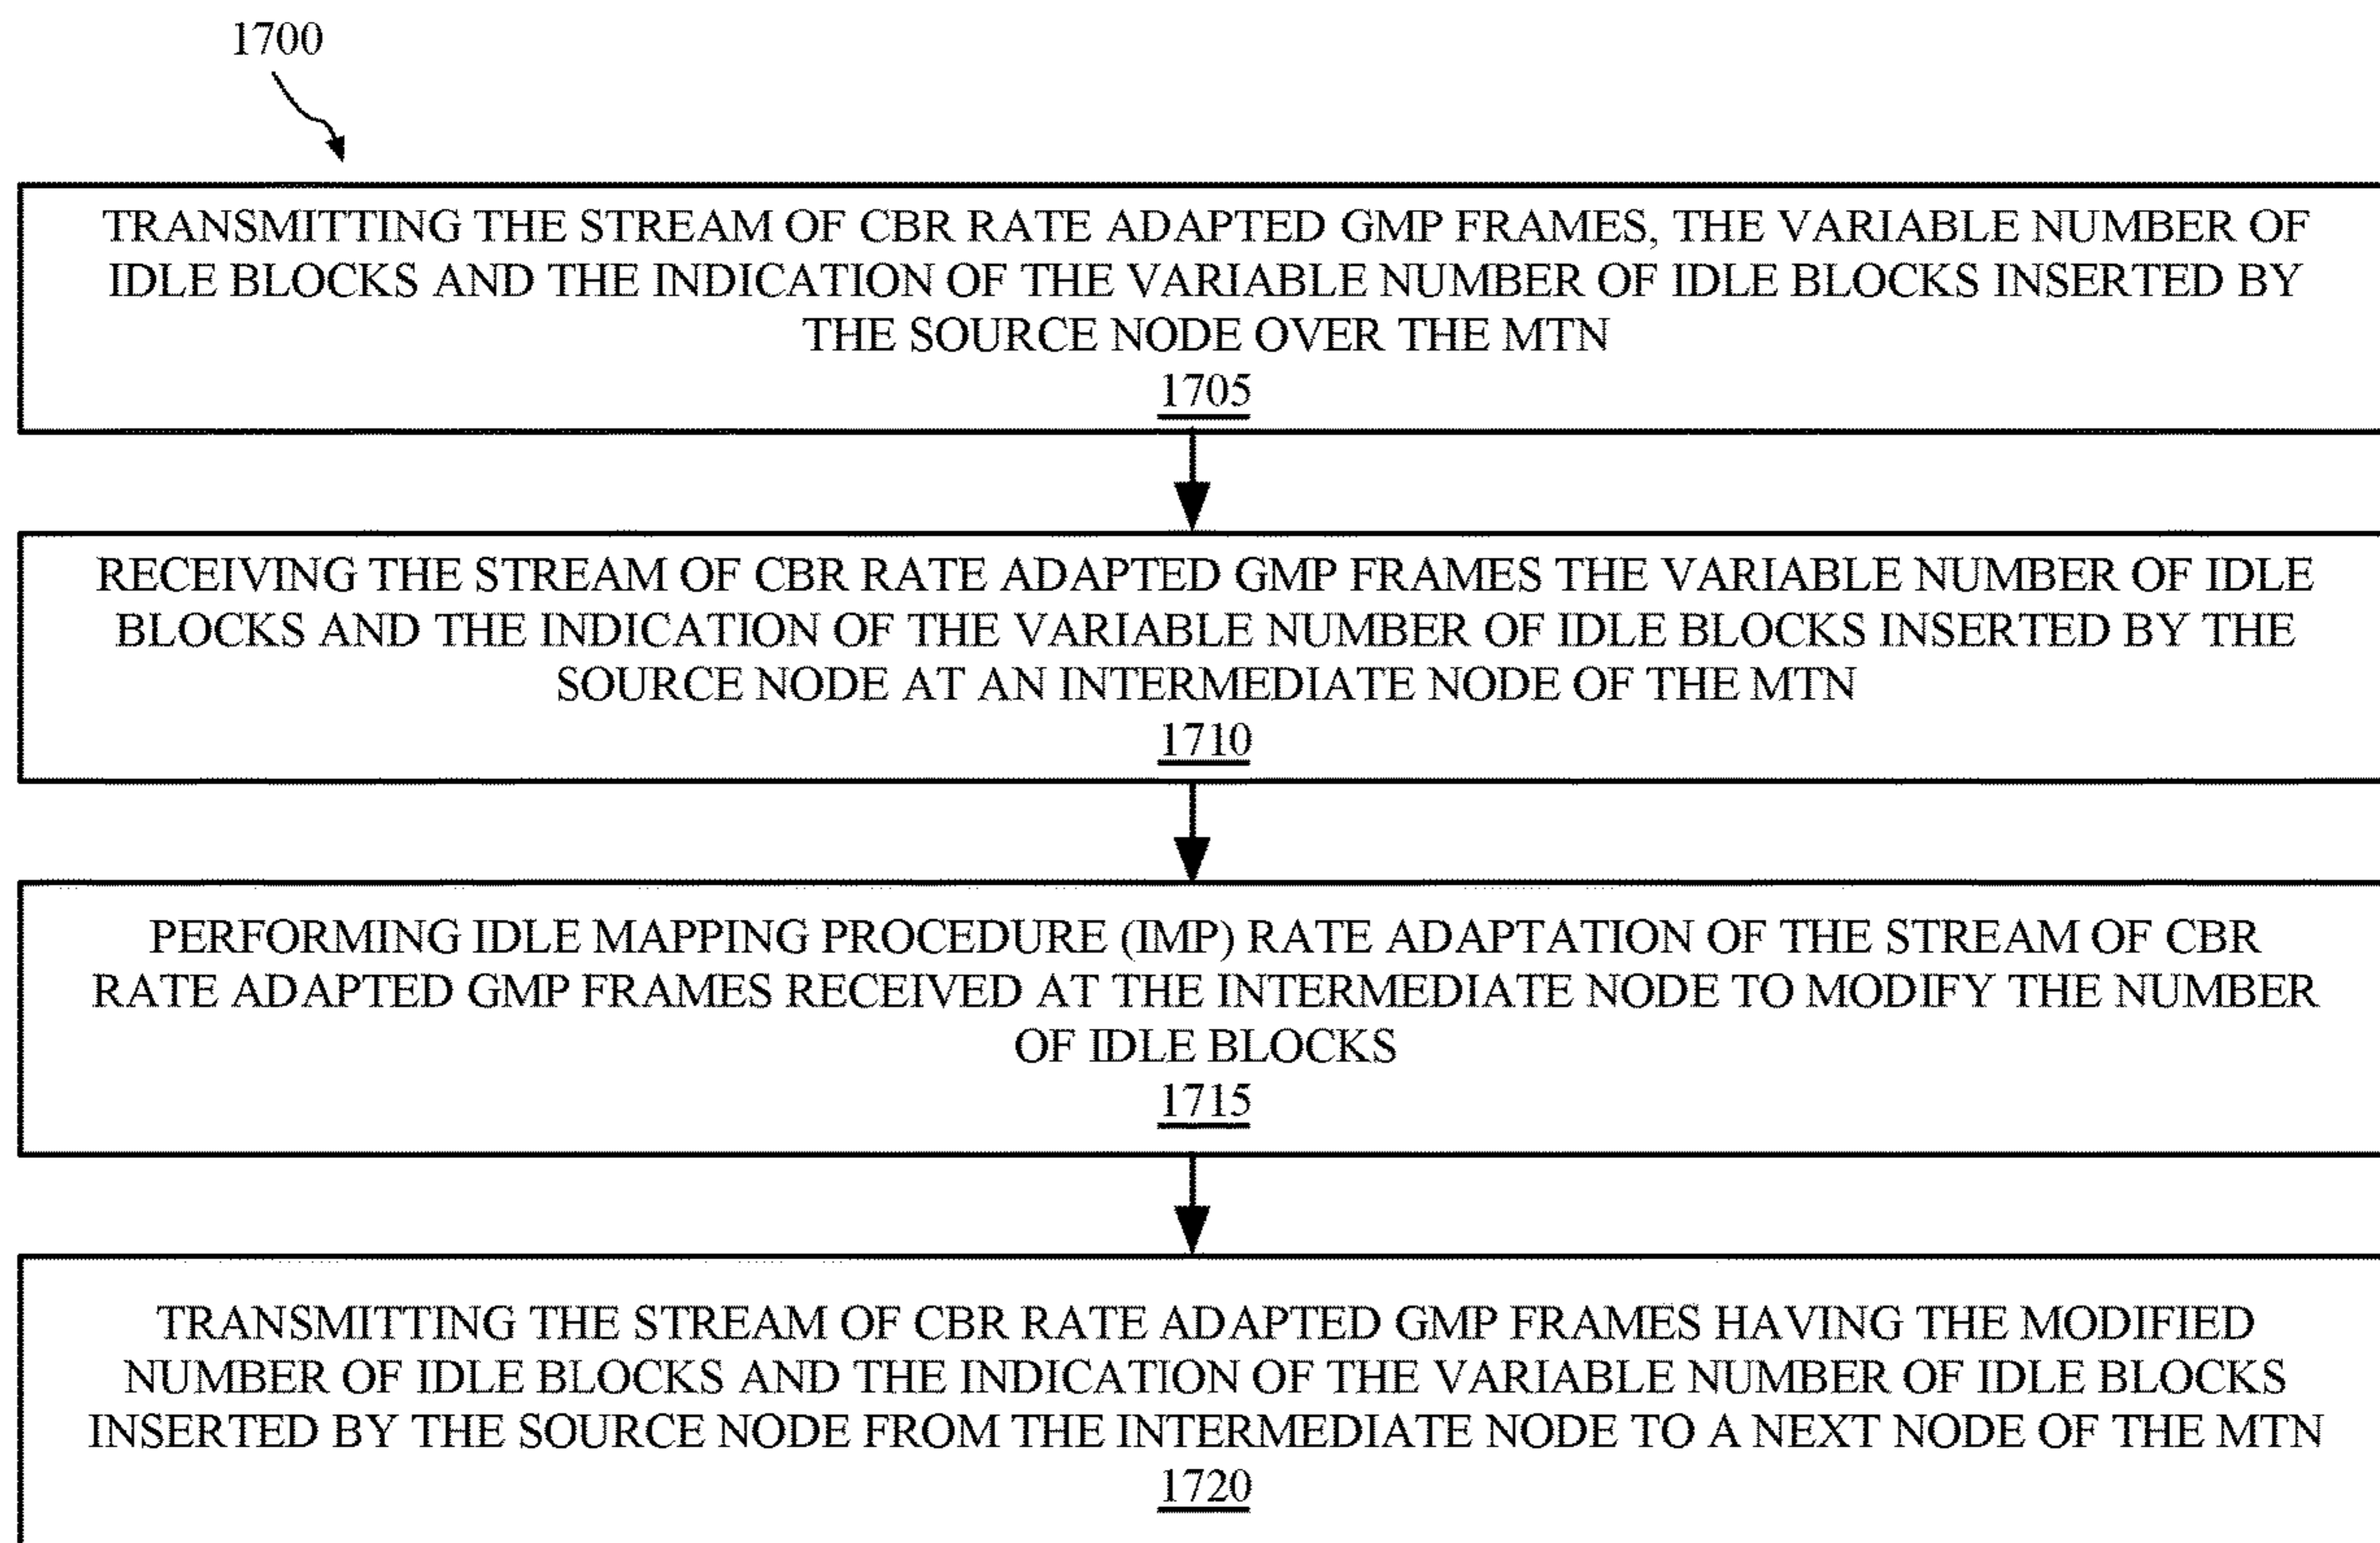 1700
TRANSMITTING THE STREAM OF CBR RATE ADAPTED GMP FRAMES, THE VARIABLE NUMBER OF
IDLE BLOCKS AND THE INDICATION OF THE VARIABLE NUMBER OF IDLE BLOCKS INSERTED BY
THE SOURCE NODE OVER THE MTN
1705
RECEIVING THE STREAM OF CBR RATE ADAPTED GMP FRAMES THE VARIABLE NUMBER OF IDLE
BLOCKS AND THE INDICATION OF THE VARIABLE NUMBER OF IDLE BLOCKS INSERTED BY THE
SOURCE NODE AT AN INTERMEDIATE NODE OF THE MTN
1710
PERFORMING IDLE MAPPING PROCEDURE (IMP) RATE ADAPTATION OF THE STREAM OF CBR
RATE ADAPTED GMP FRAMES RECEIVED AT THE INTERMEDIATE NODE TO MODIFY THE NUMBER
OF IDLE BLOCKS
1715
TRANSMITTING THE STREAM OF CBR RATE ADAPTED GMP FRAMES HAVING THE MODIFIED
NUMBER OF IDLE BLOCKS AND THE INDICATION OF THE VARIABLE NUMBER OF IDLE BLOCKS
INSERTED BY THE SOURCE NODE FROM THE INTERMEDIATE NODE TO A NEXT NODE OF THE MTN
1720